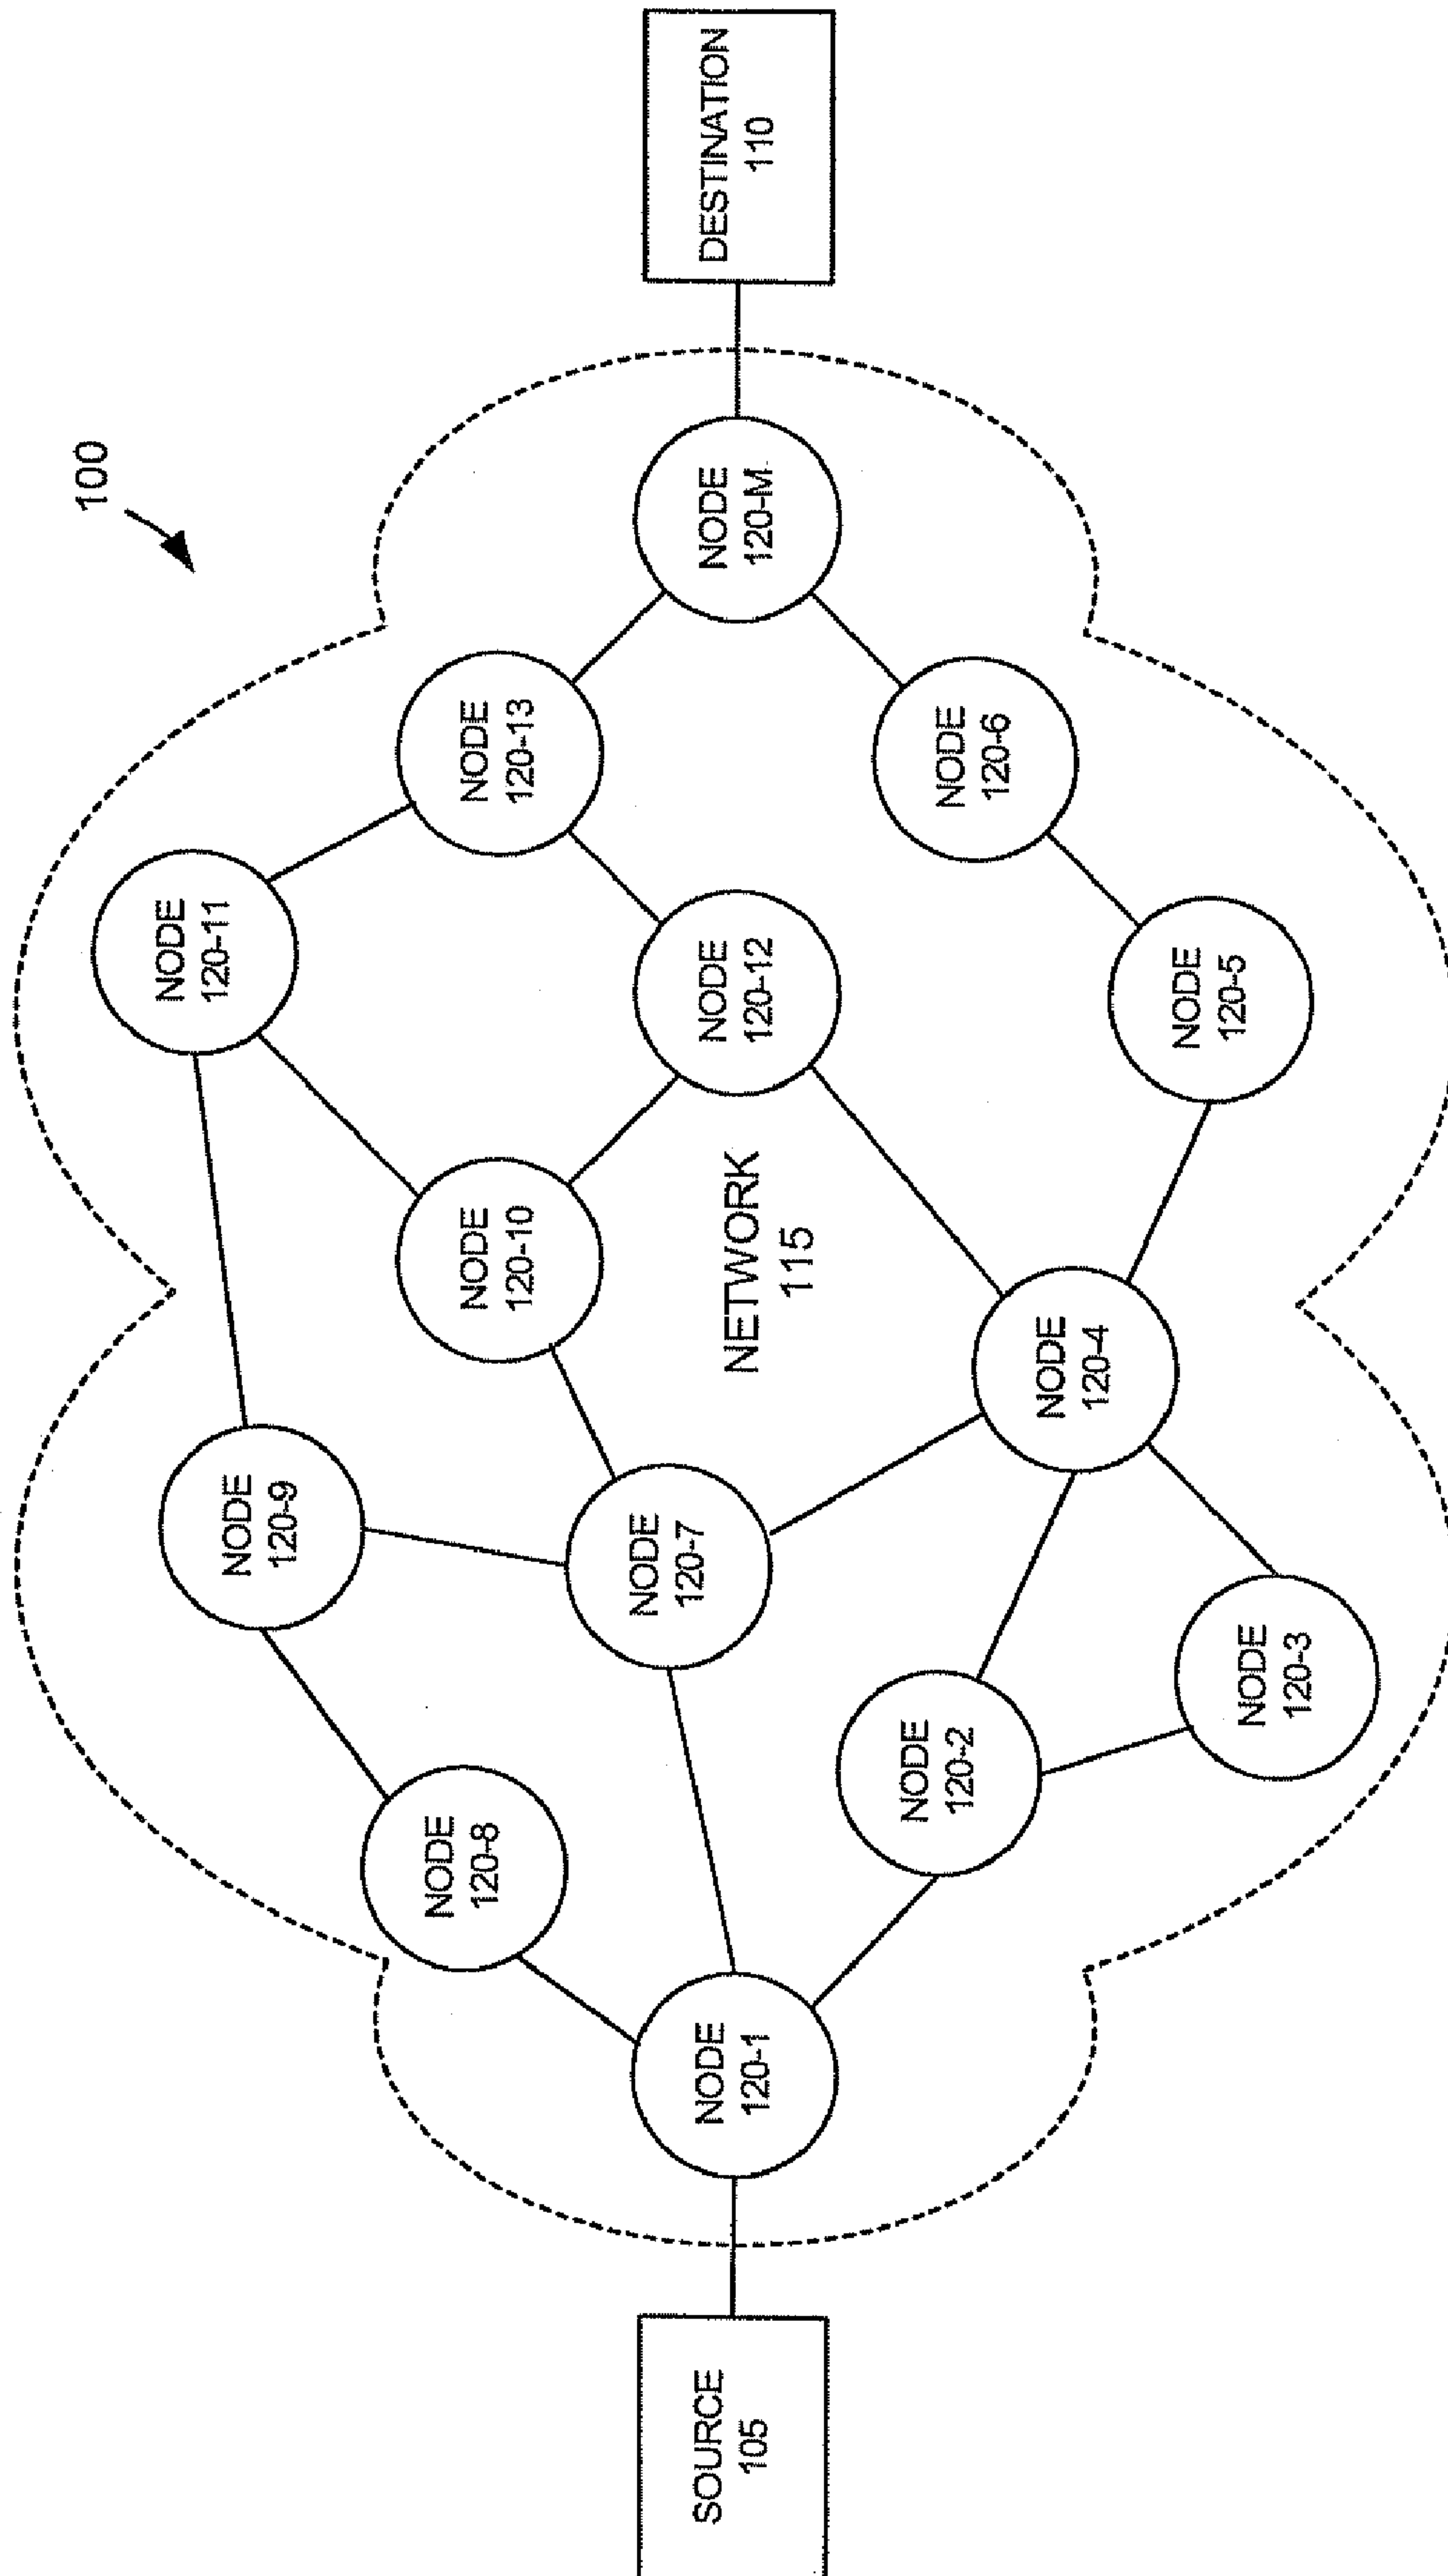 100
NODE
120-11
NODE
120-9
NODE
120-8
NODE
120-10
NODE
120-13
NODE
120-7
SOURCE
105
NODE
120-1
NETWORK
115
NODE
120-12
NODE
120-M
DESTINATION
110
NODE
120-2
NODE
120-4
NODE
120-6
NODE
120-3
NODE
120-5